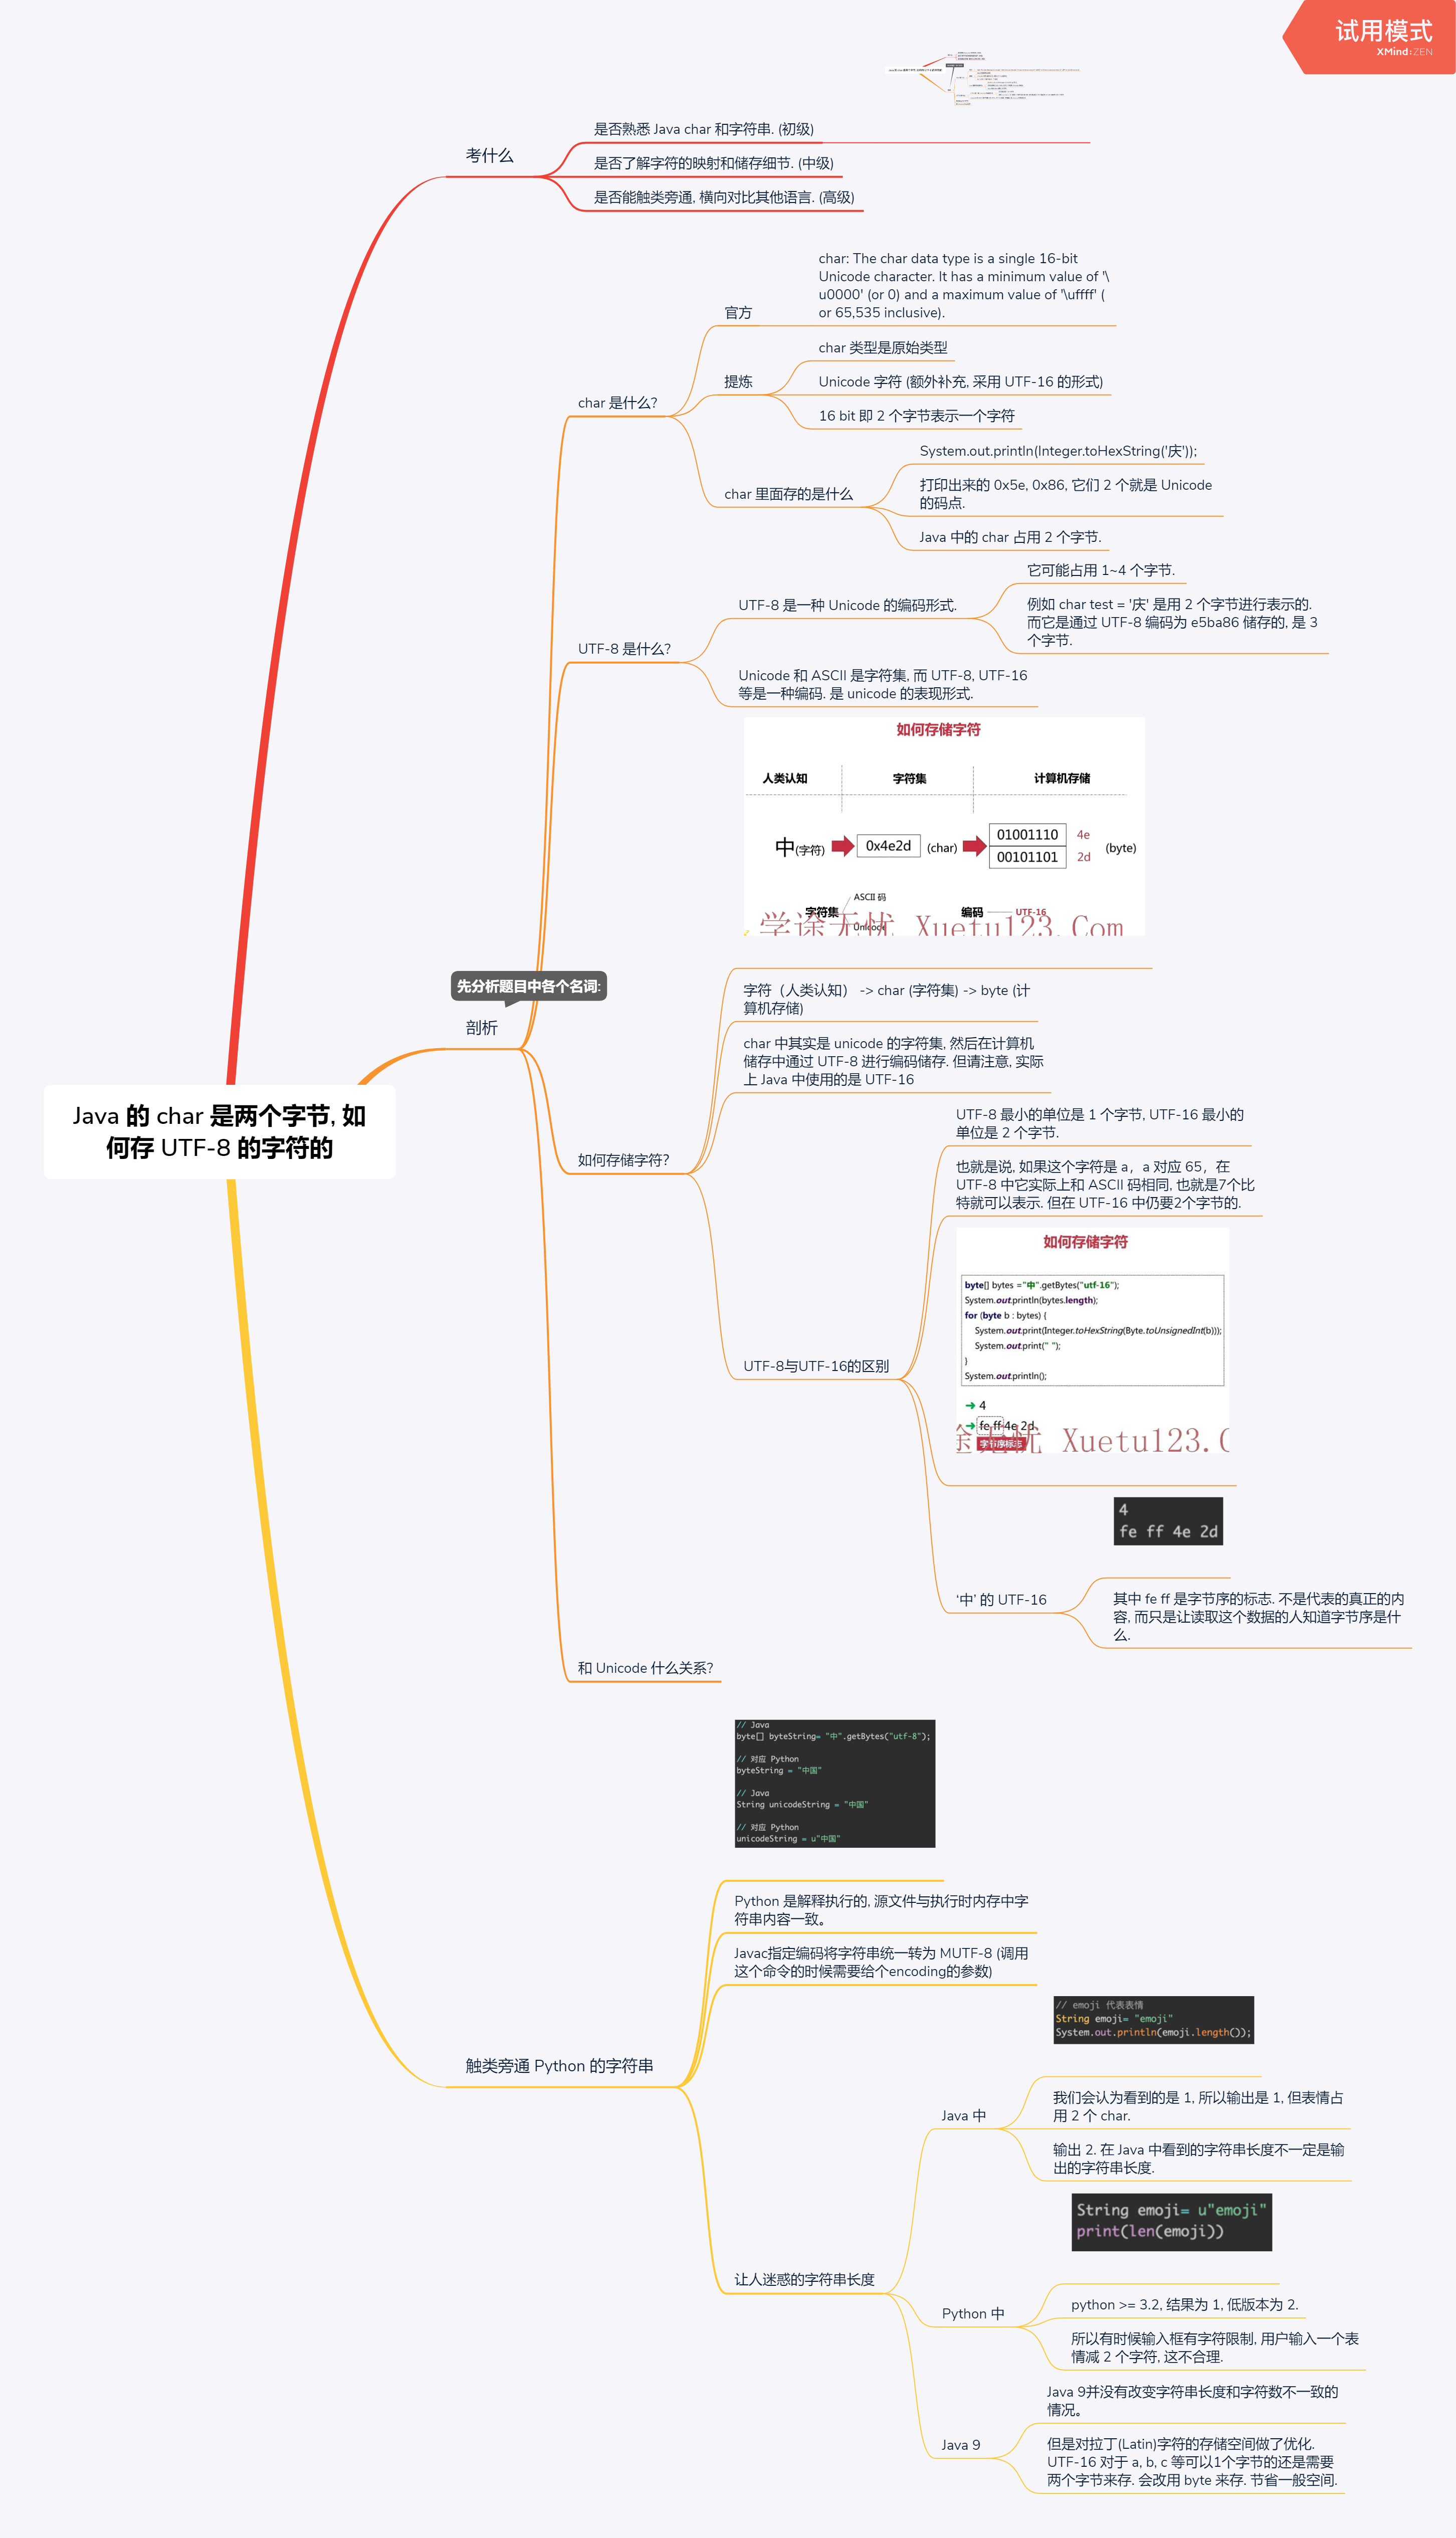 试用模式
XMind:ZEN
考什么
是否熟悉 Java char 和字符串. (初级)
是否了解字符的映射和储存细节. (中级)
是否能触类旁通, 横向对比其他语言. (高级)
char: The char data type is a single 16-bit
Unicode character. It has a minimum value of '\
u0000' (or 0) and a maximum value of '\uffff' (
or 65,535 inclusive).
官方
char 类型是原始类型
提炼
Unicode 字符 (额外补充, 采用 UTF-16 的形式)
char 是什么?
16 bit 即 2 个字节表示一个字符
System.out.println(Integer.toHexString('庆'));
char 里面存的是什么
打印出来的 0x5e, 0x86, 它们 2 个就是 Unicode
的码点.
Java 中的 char 占用 2 个字节.
它可能占用 1~4 个字节.
UTF-8 是一种 Unicode 的编码形式.
例如 char test = '庆' 是用 2 个字节进行表示的.
而它是通过 UTF-8 编码为 e5ba86 储存的, 是 3
个字节.
UTF-8 是什么?
Unicode 和 ASCII 是字符集, 而 UTF-8, UTF-16
等是一种编码. 是 unicode 的表现形式.
如何存储字符
人类认知 字符集 计算机存储
中(字符) 0x4e2d (char) 01001110 4e
00101101 2d (byte)
ASCII 码
字符集 编码 UTF-16
Unicode
学途无忧 Xuetu123.Com
先分析题目中各个名词:
剖析
字符（人类认知） -> char (字符集) -> byte (计
算机存储)
char 中其实是 unicode 的字符集, 然后在计算机
储存中通过 UTF-8 进行编码储存. 但请注意, 实际
上 Java 中使用的是 UTF-16
Java 的 char 是两个字节, 如
何存 UTF-8 的字符的
如何存储字符?
UTF-8 最小的单位是 1 个字节, UTF-16 最小的
单位是 2 个字节.
也就是说, 如果这个字符是 a，a 对应 65，在
UTF-8 中它实际上和 ASCII 码相同, 也就是7个比
特就可以表示. 但在 UTF-16 中仍要2个字节的.
如何存储字符
byte[] bytes ="中".getBytes("utf-16");
System.out.println(bytes.length);
for (byte b : bytes) {
System.out.print(Integer.toHexString(Byte.toUnsignedInt(b)));
System.out.print(" ");
}
System.out.println();
4
fe ff 4e 2d
字节序标志
途无忧 Xuetu123.C
UTF-8与UTF-16的区别
4
fe ff 4e 2d
‘中’ 的 UTF-16
其中 fe ff 是字节序的标志. 不是代表的真正的内
容, 而只是让读取这个数据的人知道字节序是什
么.
和 Unicode 什么关系?
// Java
byte[] byteString= "中".getBytes("utf-8");
// 对应 Python
byteString = "中国"
// Java
String unicodeString = "中国"
// 对应 Python
unicodeString = u"中国"
Python 是解释执行的, 源文件与执行时内存中字
符串内容一致。
Javac指定编码将字符串统一转为 MUTF-8 (调用
这个命令的时候需要给个encoding的参数)
触类旁通 Python 的字符串
// emoji 代表表情
String emoji= "emoji"
System.out.println(emoji.length());
Java 中
我们会认为看到的是 1, 所以输出是 1, 但表情占
用 2 个 char.
输出 2. 在 Java 中看到的字符串长度不一定是输
出的字符串长度.
让人迷惑的字符串长度
String emoji= u"emoji"
print(len(emoji))
Python 中
python >= 3.2, 结果为 1, 低版本为 2.
所以有时候输入框有字符限制, 用户输入一个表
情减 2 个字符, 这不合理.
Java 9并没有改变字符串长度和字符数不一致的
情况。
Java 9
但是对拉丁(Latin)字符的存储空间做了优化.
UTF-16 对于 a, b, c 等可以1个字节的还是需要
两个字节来存. 会改用 byte 来存. 节省一般空间.